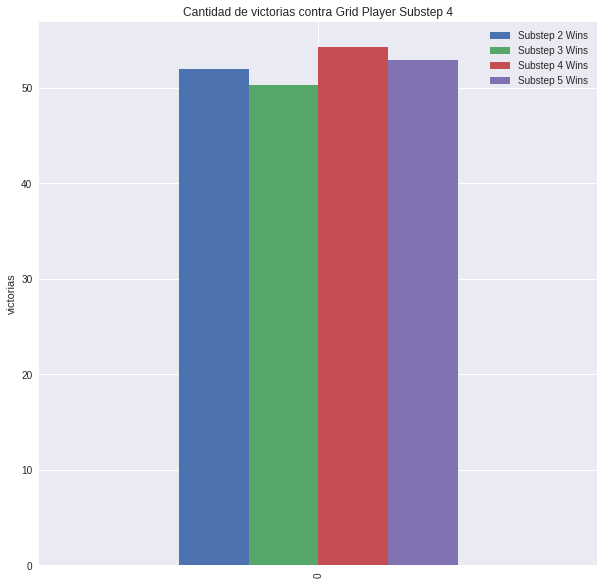 Cantidad de victorias contra Grid Player Substep 4
Substep 2 Wins
Substep 3 Wins
Substep 4 Wins
Substep 5 Wins
50
40
30
20
10
0
victorias
0